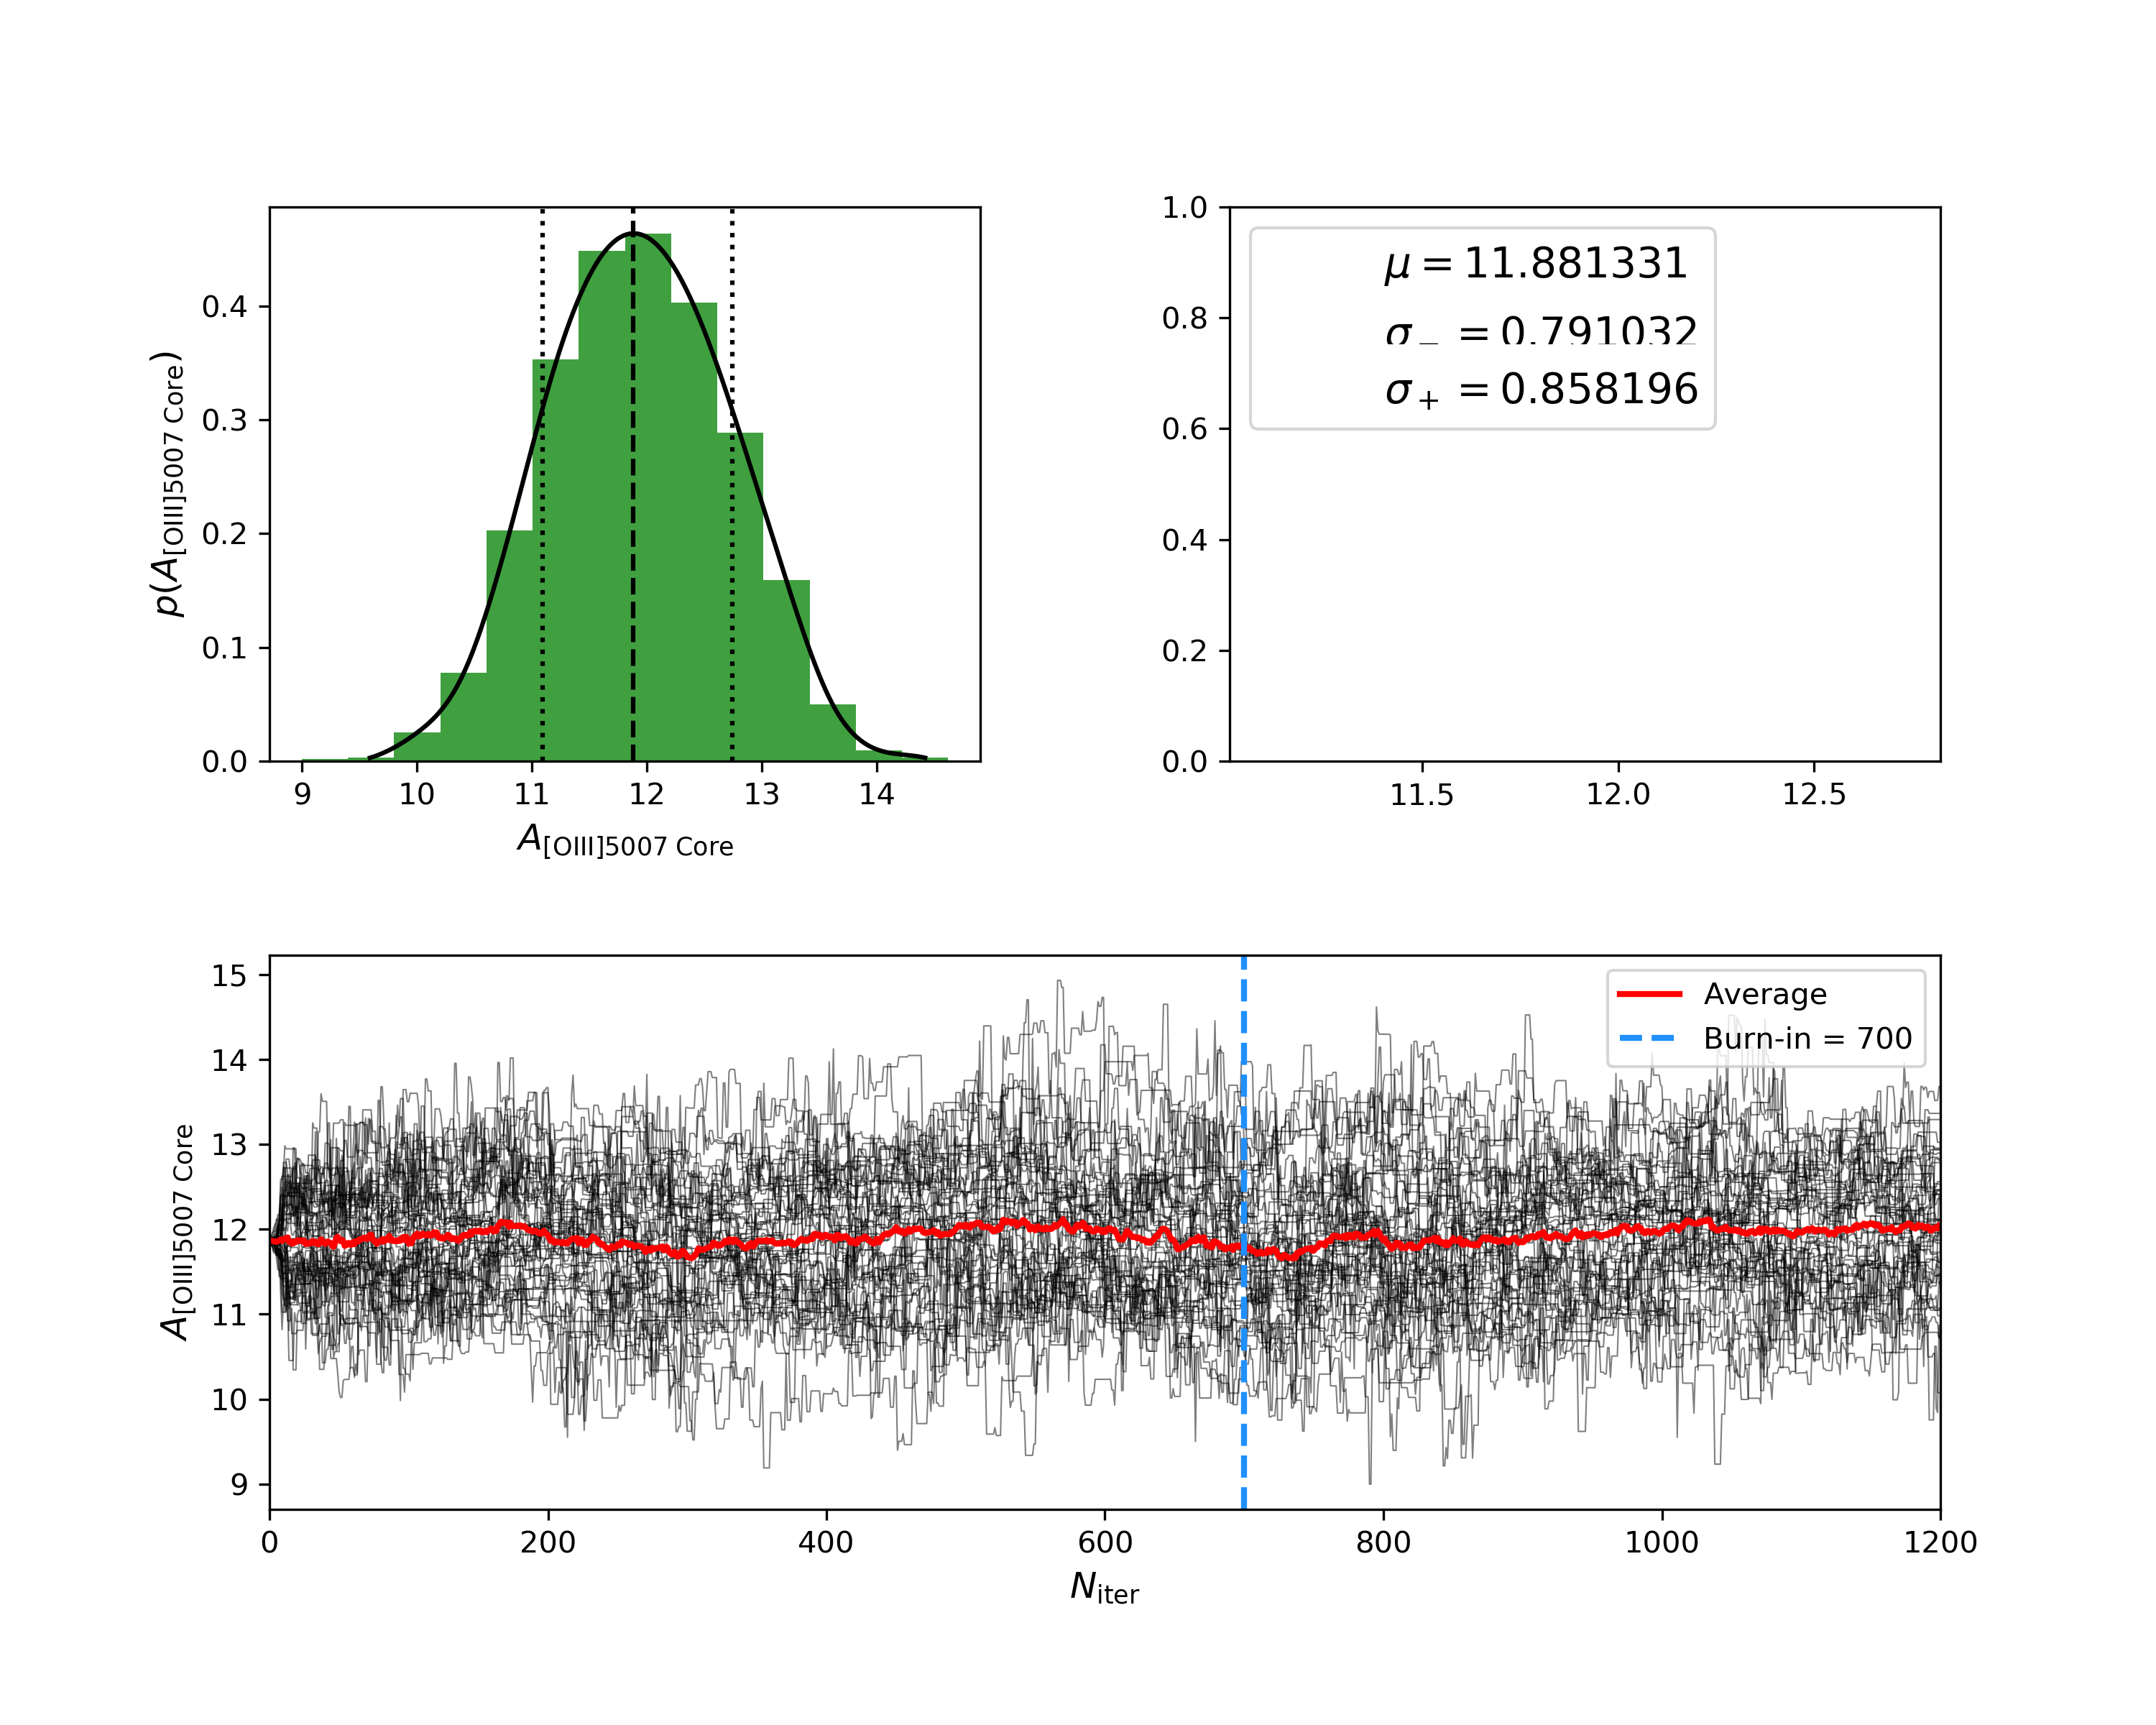 0.4
0.3
0.2
0.1
0.0
9 10 11 12 13 14
p(A[OIII]5007 Core)
A[OIII]5007 Core
1.0
0.8
0.6
0.4
0.2
0.0
11.5 12.0 12.5
μ = 11.881331
σ− = 0.791032
σ+ = 0.858196
15
14
13
12
11
10
9
A[OIII]5007 Core
Average
Burn-in = 700
0 200 400 600 800 1000 1200
Niter